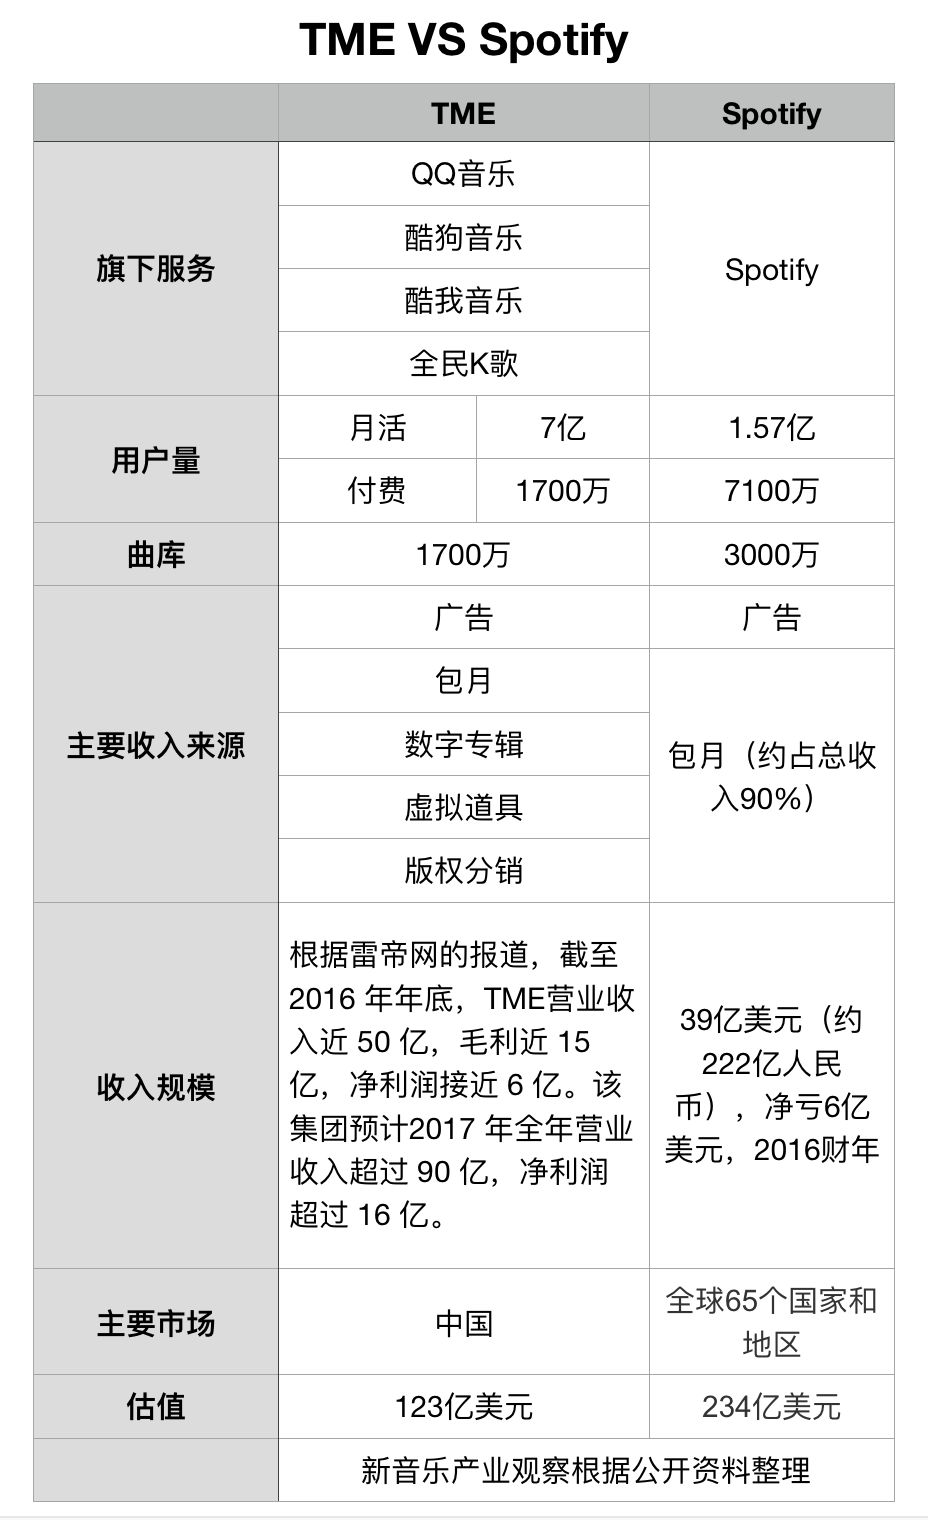 TME VS Spotify
TME
Spotify
旗下服务
QQ音乐
酷狗音乐
酷我音乐
全民K歌
Spotify
用户量
月活
7亿
1.57亿
付费
1700万
7100万
曲库
1700万
3000万
主要收入来源
广告
包月
数字专辑
虚拟道具
版权分销
广告
包月（约占总收
入90%）
收入规模
根据雷帝网的报道，截至
2016 年年底，TME营业收
入近 50 亿，毛利近 15
亿，净利润接近 6 亿。该
集团预计2017 年全年营业
收入超过 90 亿，净利润
超过 16 亿。
39亿美元（约
222亿人民
币），净亏6亿
美元，2016财年
主要市场
中国
全球65个国家和
地区
估值
123亿美元
234亿美元
新音乐产业观察根据公开资料整理